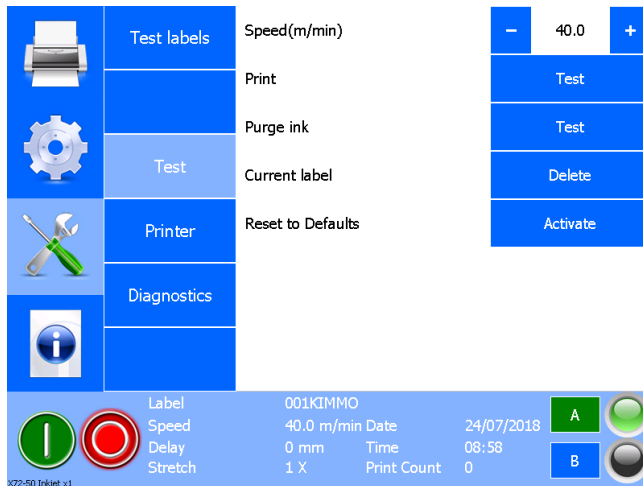 Test labels
Test
Printer
Diagnostics
Speed(m/min) − 40.0 +
Print Test
Purge ink Test
Current label Delete
Reset to Defaults Activate
Label 001KIMMO
Speed 40.0 m/min Date 24/07/2018
Delay 0 mm Time 08:58
Stretch 1 X Print Count 0
A
B
X72-50 Inkjet x1